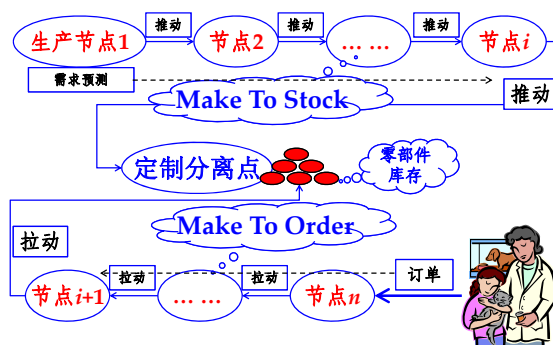 推动
推动
推动
生产节点1
节点2
… …
节点i
需求预测
Make To Stock
推动
定制分离点
零部件
库存
Make To Order
拉动
拉动
拉动
订单
节点i+1
… …
节点n